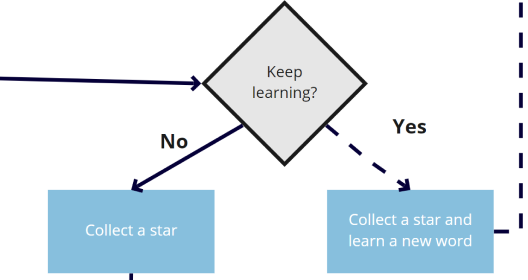 Keep
learning?
No
Yes
Collect a star
Collect a star and
learn a new word